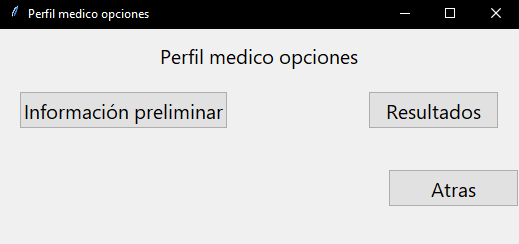 Perfil medico opciones
Perfil medico opciones
Información preliminar
Resultados
Atras